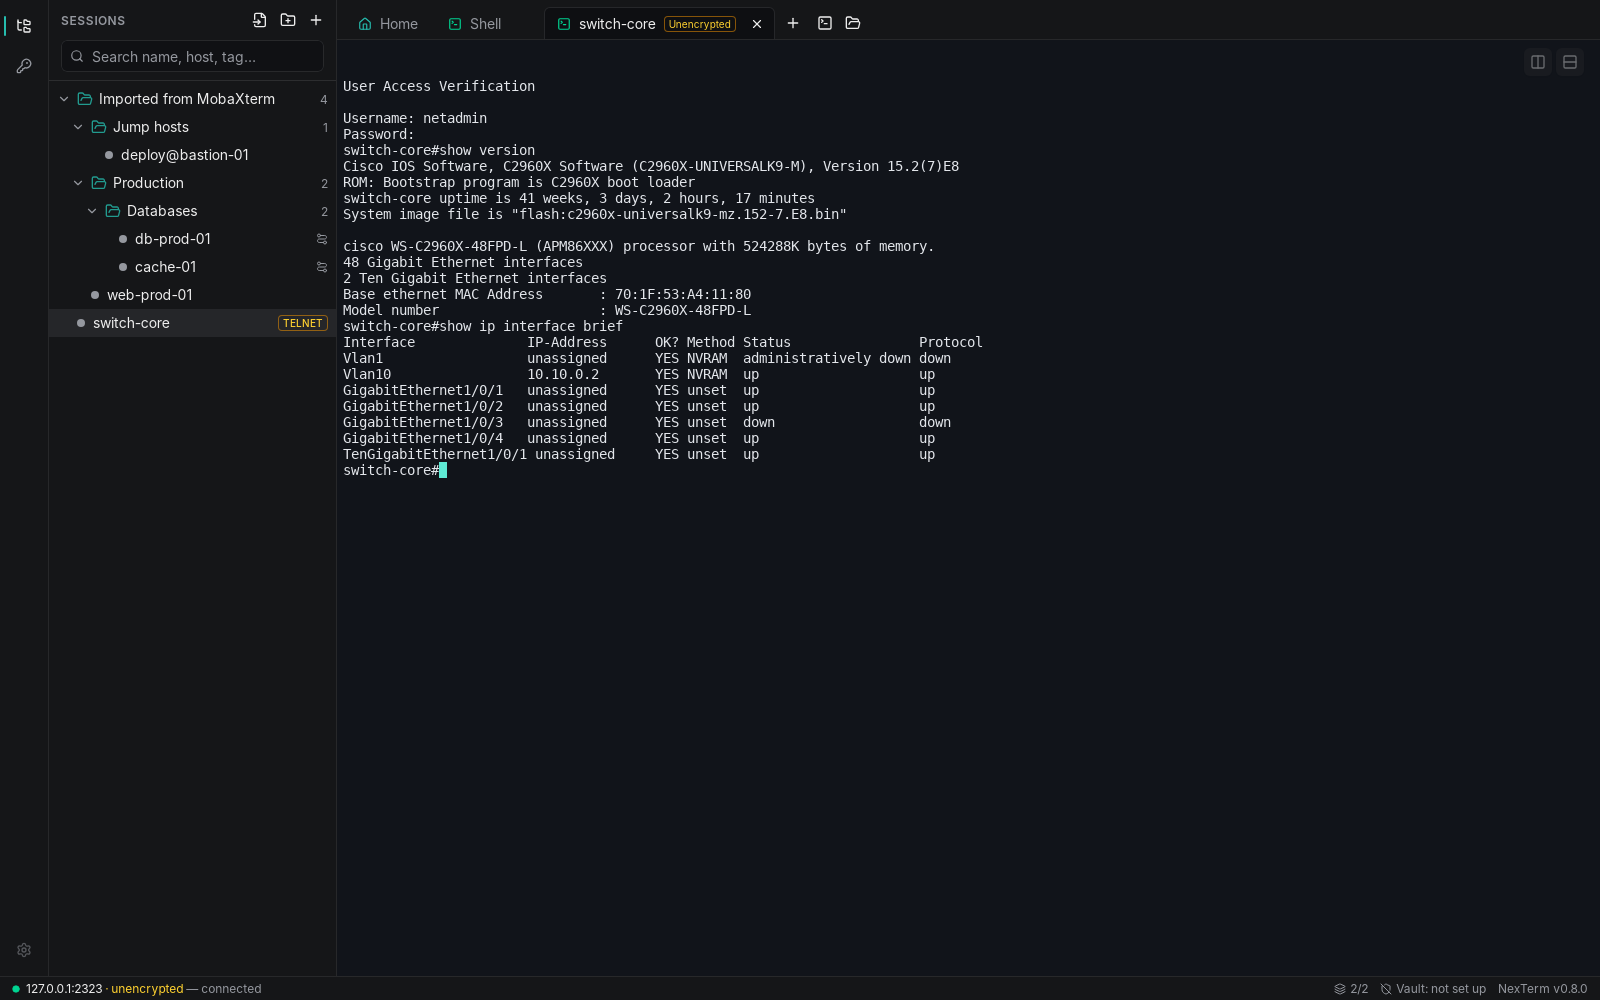 SESSIONS
Search name, host, tag...
Imported from MobaXterm 4
Jump hosts 1
deploy@bastion-01
Production 2
Databases 2
db-prod-01
cache-01
web-prod-01
switch-core TELNET
Home Shell switch-core Unencrypted
User Access Verification
Username: netadmin
Password:
switch-core#show version
Cisco IOS Software, C2960X Software (C2960X-UNIVERSALK9-M), Version 15.2(7)E8
ROM: Bootstrap program is C2960X boot loader
switch-core uptime is 41 weeks, 3 days, 2 hours, 17 minutes
System image file is "flash:c2960x-universalk9-mz.152-7.E8.bin"
cisco WS-C2960X-48FPD-L (APM86XXX) processor with 524288K bytes of memory.
48 Gigabit Ethernet interfaces
2 Ten Gigabit Ethernet interfaces
Base ethernet MAC Address       : 70:1F:53:A4:11:80
Model number                    : WS-C2960X-48FPD-L
switch-core#show ip interface brief
Interface              IP-Address      OK? Method Status                Protocol
Vlan1                  unassigned      YES NVRAM  administratively down down
Vlan10                 10.10.0.2       YES NVRAM  up                    up
GigabitEthernet1/0/1   unassigned      YES unset  up                    up
GigabitEthernet1/0/2   unassigned      YES unset  up                    up
GigabitEthernet1/0/3   unassigned      YES unset  down                  down
GigabitEthernet1/0/4   unassigned      YES unset  up                    up
TenGigabitEthernet1/0/1 unassigned     YES unset  up                    up
switch-core#
127.0.0.1:2323 · unencrypted — connected
2/2 Vault: not set up NexTerm v0.8.0